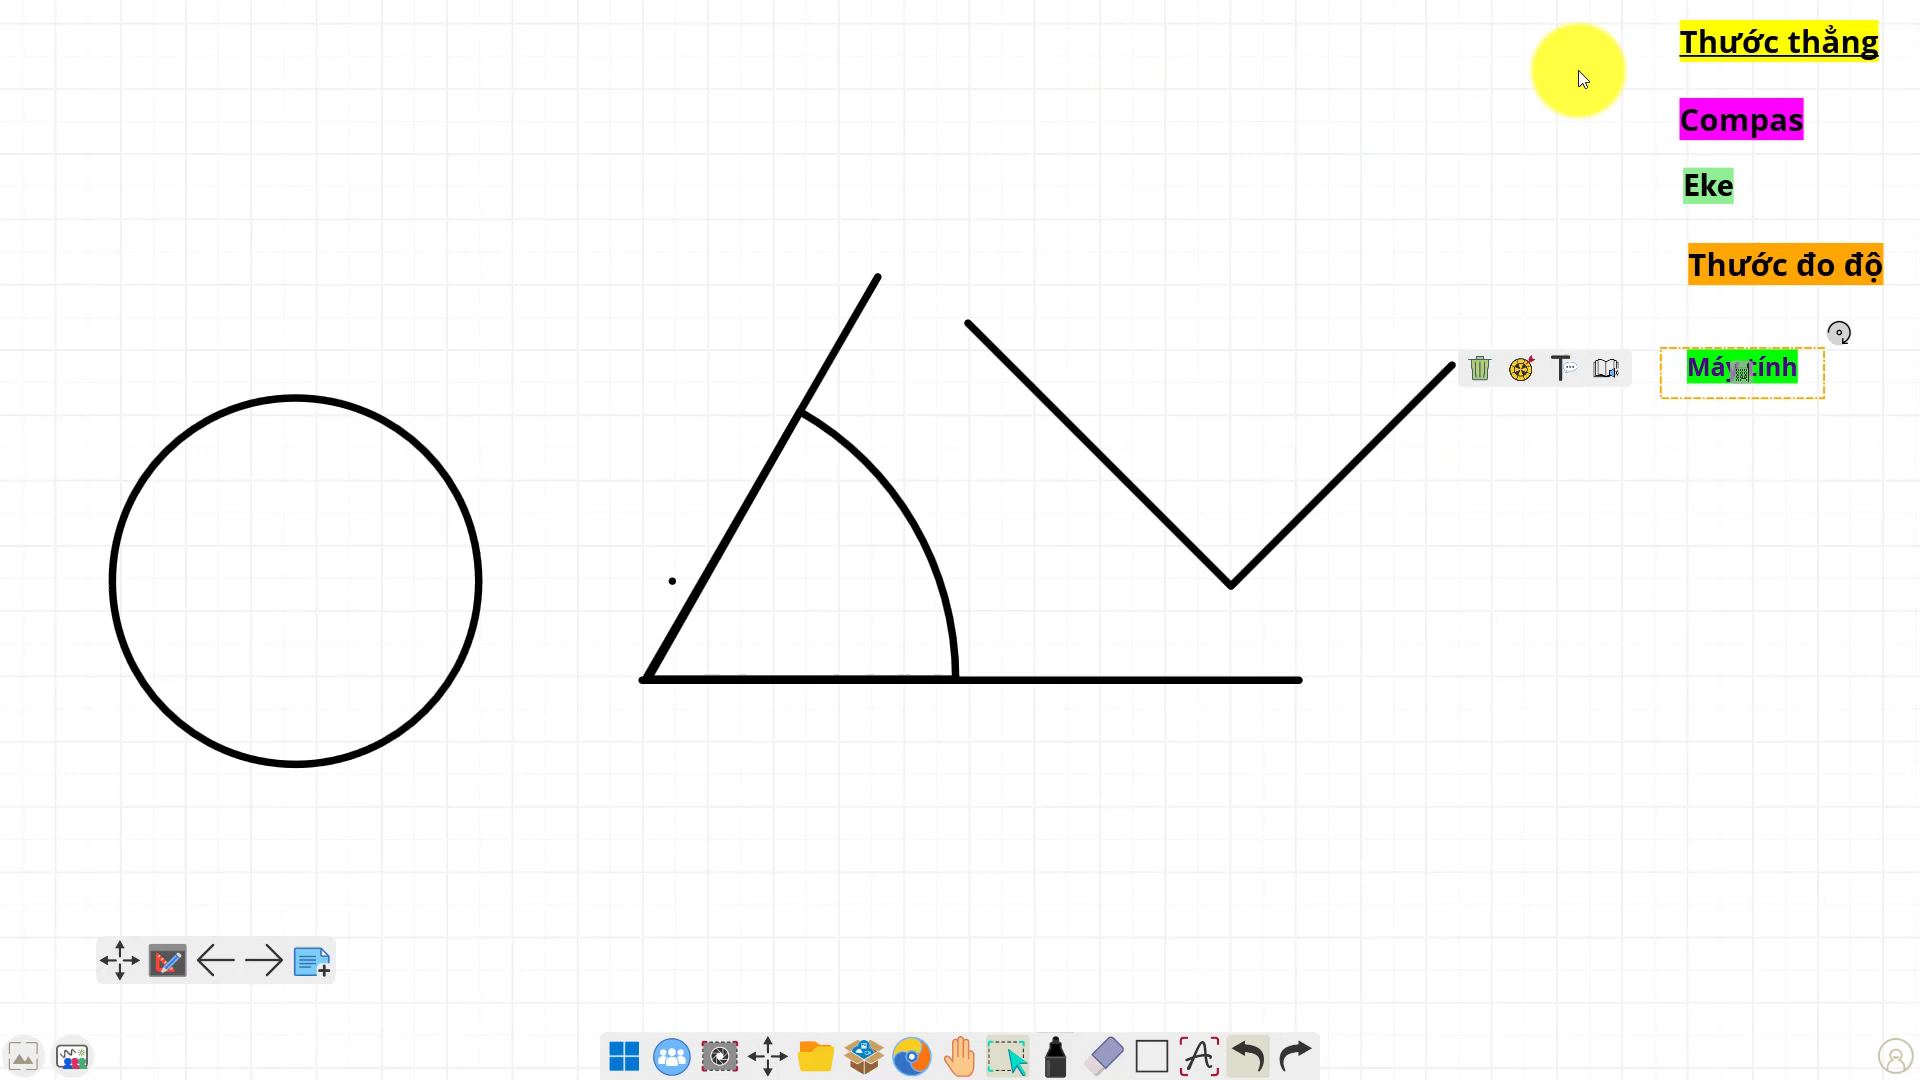 Thước thẳng
Compas
Eke
Thước đo độ
Máy tính